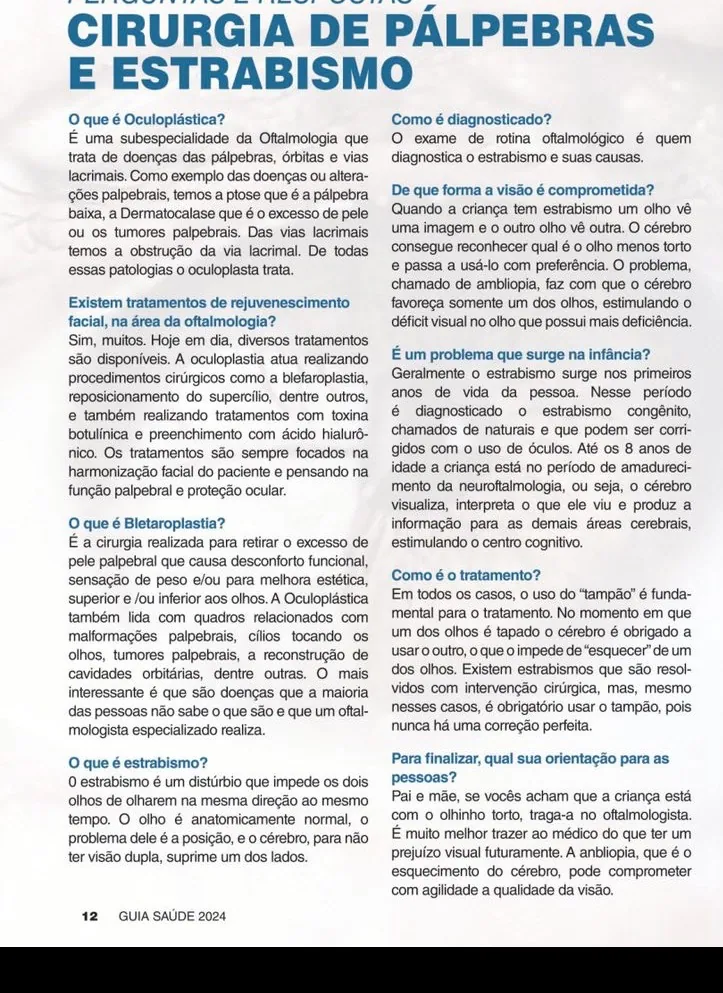 PERGUNTAS E RESPOSTAS
CIRURGIA DE PÁLPEBRAS
E ESTRABISMO
O que é Oculoplástica?
É uma subespecialidade da Oftalmologia que
trata de doenças das pálpebras, órbitas e vias
lacrimais. Como exemplo das doenças ou altera-
ções palpebrais, temos a ptose que é a pálpebra
baixa, a Dermatocalase que é o excesso de pele
ou os tumores palpebrais. Das vias lacrimais
temos a obstrução da via lacrimal. De todas
essas patologias o oculoplasta trata.
Existem tratamentos de rejuvenescimento
facial, na área da oftalmologia?
Sim, muitos. Hoje em dia, diversos tratamentos
são disponíveis. A oculoplastia atua realizando
procedimentos cirúrgicos como a blefaroplastia,
reposicionamento do supercílio, dentre outros,
e também realizando tratamentos com toxina
botulínica e preenchimento com ácido hialurô-
nico. Os tratamentos são sempre focados na
harmonização facial do paciente e pensando na
função palpebral e proteção ocular.
O que é Bletaroplastia?
É a cirurgia realizada para retirar o excesso de
pele palpebral que causa desconforto funcional,
sensação de peso e/ou para melhora estética,
superior e /ou inferior aos olhos. A Oculoplástica
também lida com quadros relacionados com
malformações palpebrais, cílios tocando os
olhos, tumores palpebrais, a reconstrução de
cavidades orbitárias, dentre outras. O mais
interessante é que são doenças que a maioria
das pessoas não sabe o que são e que um oftal-
mologista especializado realiza.
O que é estrabismo?
0 estrabismo é um distúrbio que impede os dois
olhos de olharem na mesma direção ao mesmo
tempo. O olho é anatomicamente normal, o
problema dele é a posição, e o cérebro, para não
ter visão dupla, suprime um dos lados.
Como é diagnosticado?
O exame de rotina oftalmológico é quem
diagnostica o estrabismo e suas causas.
De que forma a visão é comprometida?
Quando a criança tem estrabismo um olho vê
uma imagem e o outro olho vê outra. O cérebro
consegue reconhecer qual é o olho menos torto
e passa a usá-lo com preferência. O problema,
chamado de ambliopia, faz com que o cérebro
favoreça somente um dos olhos, estimulando o
déficit visual no olho que possui mais deficiência.
É um problema que surge na infância?
Geralmente o estrabismo surge nos primeiros
anos de vida da pessoa. Nesse período
é diagnosticado o estrabismo congênito,
chamados de naturais e que podem ser corri-
gidos com o uso de óculos. Até os 8 anos de
idade a criança está no período de amadureci-
mento da neuroftalmologia, ou seja, o cérebro
visualiza, interpreta o que ele viu e produz a
informação para as demais áreas cerebrais,
estimulando o centro cognitivo.
Como é o tratamento?
Em todos os casos, o uso do “tampão” é funda-
mental para o tratamento. No momento em que
um dos olhos é tapado o cérebro é obrigado a
usar o outro, o que o impede de “esquecer” de um
dos olhos. Existem estrabismos que são resol-
vidos com intervenção cirúrgica, mas, mesmo
nesses casos, é obrigatório usar o tampão, pois
nunca há uma correção perfeita.
Para finalizar, qual sua orientação para as
pessoas?
Pai e mãe, se vocês acham que a criança está
com o olhinho torto, traga-a no oftalmologista.
É muito melhor trazer ao médico do que ter um
prejuízo visual futuramente. A anbliopia, que é o
esquecimento do cérebro, pode comprometer
com agilidade a qualidade da visão.
12 GUIA SAÚDE 2024